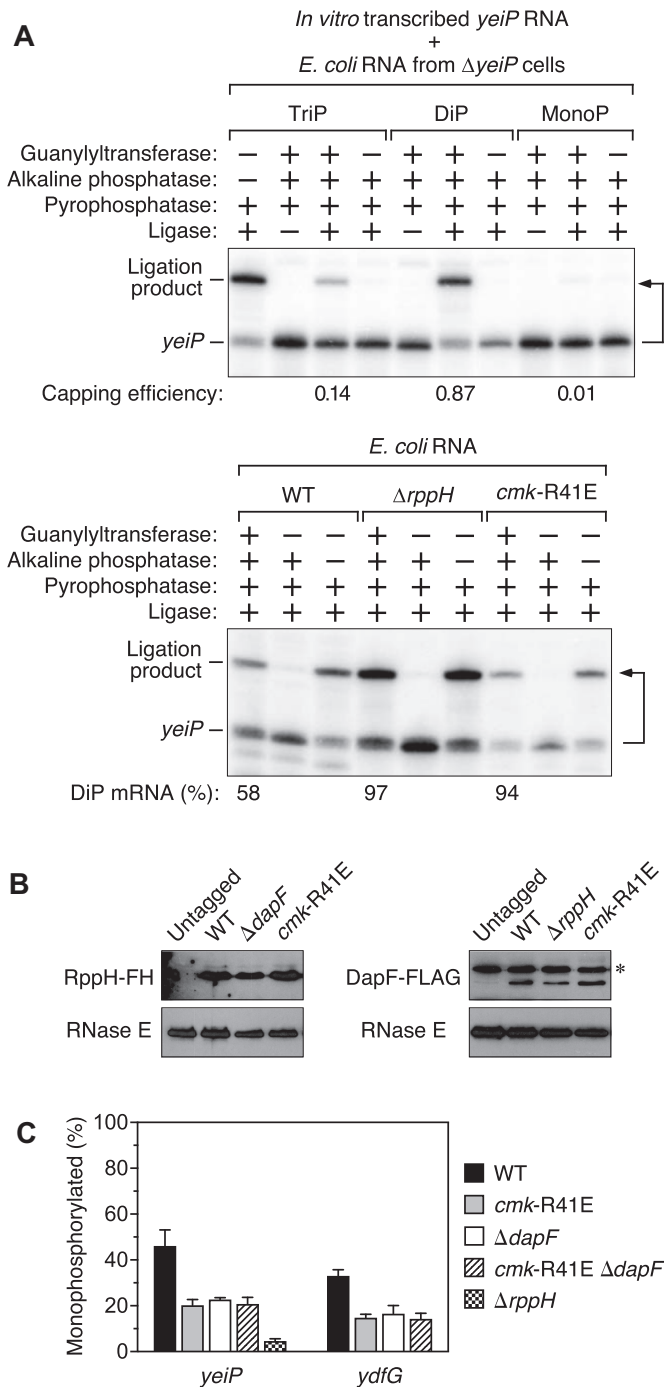 A
In vitro transcribed yeiP RNA
+
E. coli RNA from ΔyeiP cells
TriP DiP MonoP
Guanylyltransferase: − + + − + + − + + −
Alkaline phosphatase: − + + + + + + + + +
Pyrophosphatase: + + + + + + + + + +
Ligase: + − + + − + + − + +
Ligation
product
yeiP
Capping efficiency: 0.14 0.87 0.01
E. coli RNA
WT ΔrppH cmk-R41E
Guanylyltransferase: + − − + − − + − −
Alkaline phosphatase: + + − + + − + + −
Pyrophosphatase: + + + + + + + + +
Ligase: + + + + + + + + +
Ligation
product
yeiP
DiP mRNA (%): 58 97 94
B
Untagged WT ΔdapF cmk-R41E
Untagged WT ΔrppH cmk-R41E
RppH-FH
DapF-FLAG *
RNase E
RNase E
C
Monophosphorylated (%)
100
80
60
40
20
0
yeiP ydfG
WT
cmk-R41E
ΔdapF
cmk-R41E ΔdapF
ΔrppH